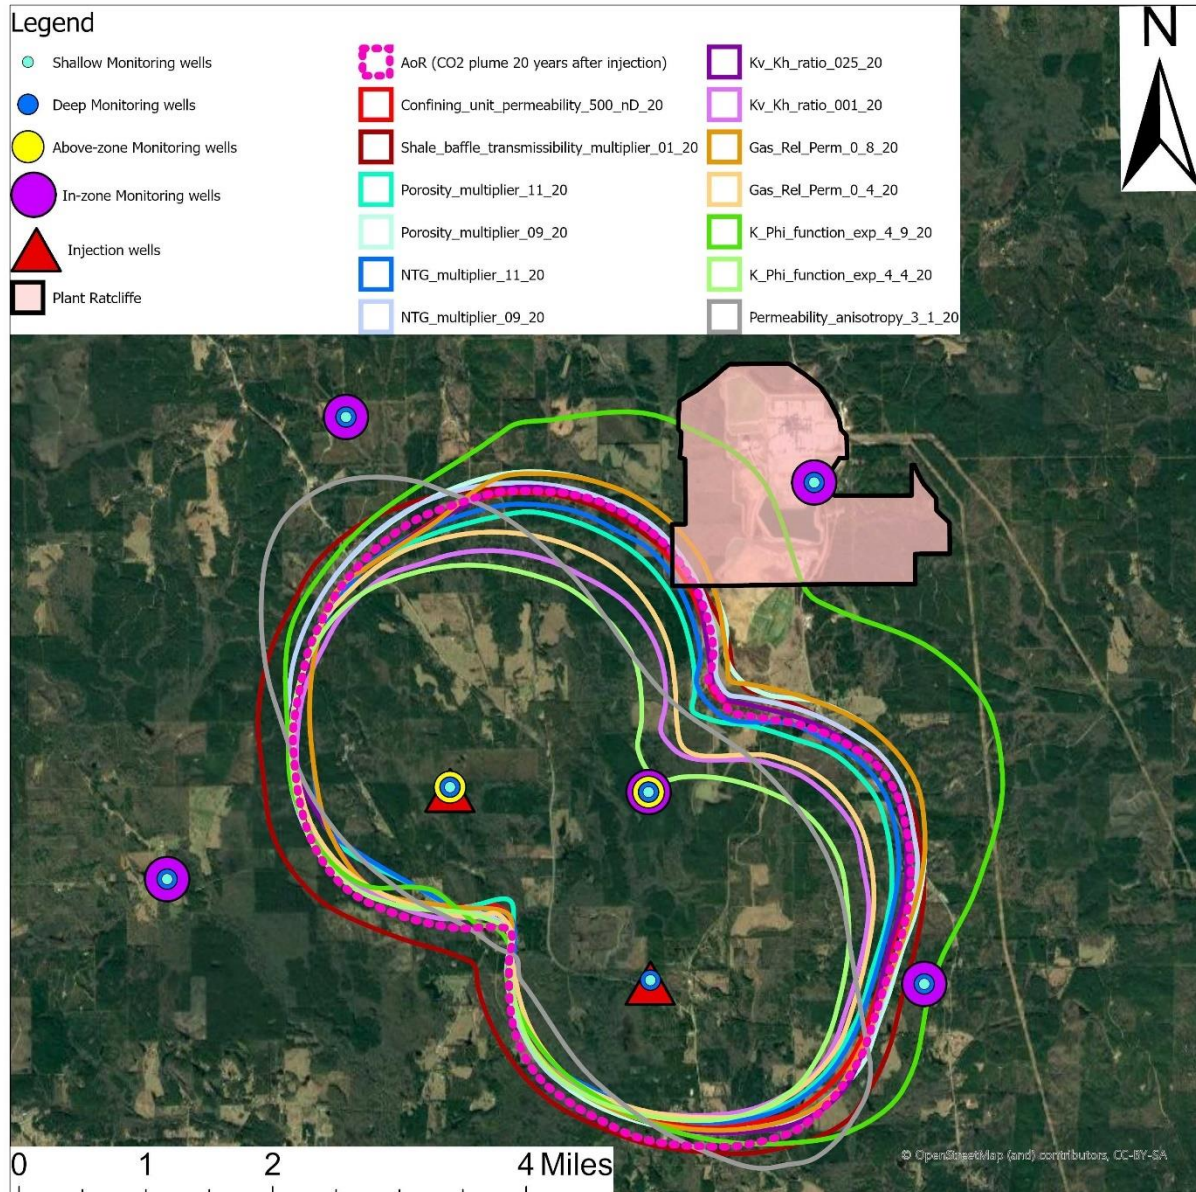 Legend
N
Shallow Monitoring wells
Deep Monitoring wells
Above-zone Monitoring wells
In-zone Monitoring wells
Injection wells
Plant Ratcliffe
AoR (CO2 plume 20 years after injection)
Confining_unit_permeability_500_nD_20
Shale_baffle_transmissibility_multiplier_01_20
Porosity_multiplier_11_20
Porosity_multiplier_09_20
NTG_multiplier_11_20
NTG_multiplier_09_20
Kv_Kh_ratio_025_20
Kv_Kh_ratio_001_20
Gas_Rel_Perm_0_8_20
Gas_Rel_Perm_0_4_20
K_Phi_function_exp_4_9_20
K_Phi_function_exp_4_4_20
Permeability_anisotropy_3_1_20
© OpenStreetMap (and) contributors, CC-BY-SA
0 1 2 4 Miles